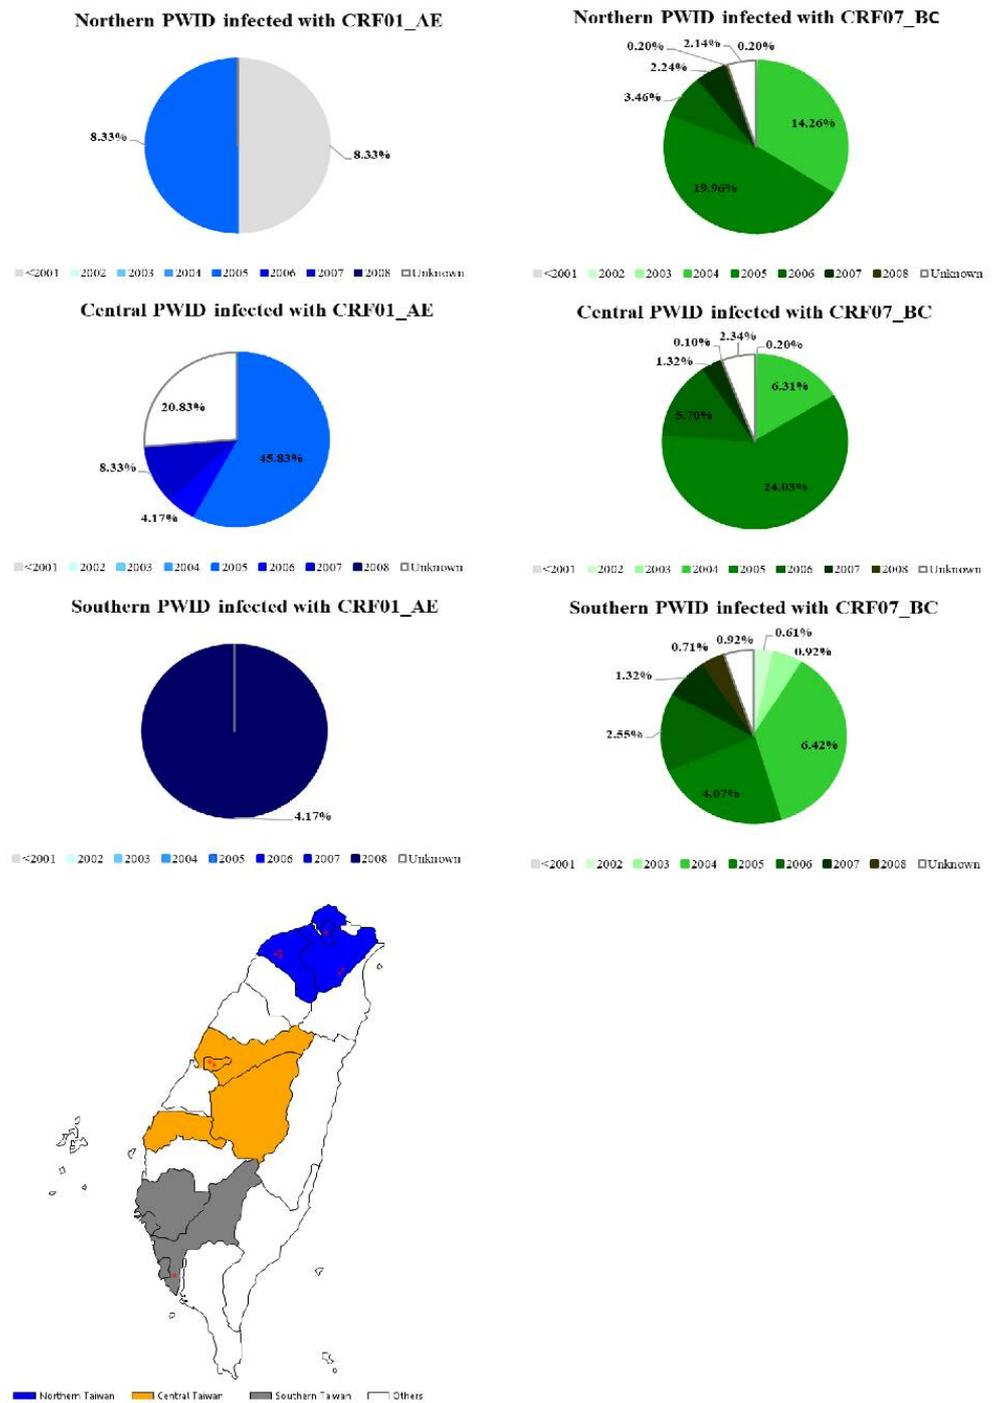 Northern PWID infected with CRF01_AE
8.33%
8.33%
<2001 2002 2003 2004 2005 2006 2007 2008 Unknown
Northern PWID infected with CRF07_BC
0.20% 2.14% 0.20%
2.24%
3.46%
14.26%
19.96%
<2001 2002 2003 2004 2005 2006 2007 2008 Unknown
Central PWID infected with CRF01_AE
20.83%
45.83%
8.33%
4.17%
<2001 2002 2003 2004 2005 2006 2007 2008 Unknown
Central PWID infected with CRF07_BC
0.10% 2.34% 0.20%
1.32%
6.31%
5.70%
24.03%
<2001 2002 2003 2004 2005 2006 2007 2008 Unknown
Southern PWID infected with CRF01_AE
4.17%
<2001 2002 2003 2004 2005 2006 2007 2008 Unknown
Southern PWID infected with CRF07_BC
0.71% 0.92% 0.61%
0.92%
1.32%
2.55%
6.42%
4.07%
<2001 2002 2003 2004 2005 2006 2007 2008 Unknown
Northern Taiwan Central Taiwan Southern Taiwan Others